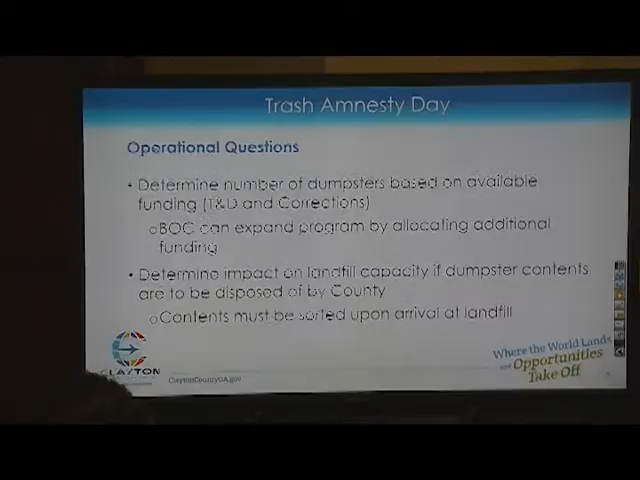 Trash Amnesty Day
Operational Questions
• Determine number of dumpsters based on available
funding (T&D and Corrections)
oBOC can expand program by allocating additional
funding
• Determine impact on landfill capacity if dumpster contents
are to be disposed of by County
oContents must be sorted upon arrival at landfill
CLAYTON
ClaytonCountyGA.gov
Where the World Lands
and Opportunities
Take Off